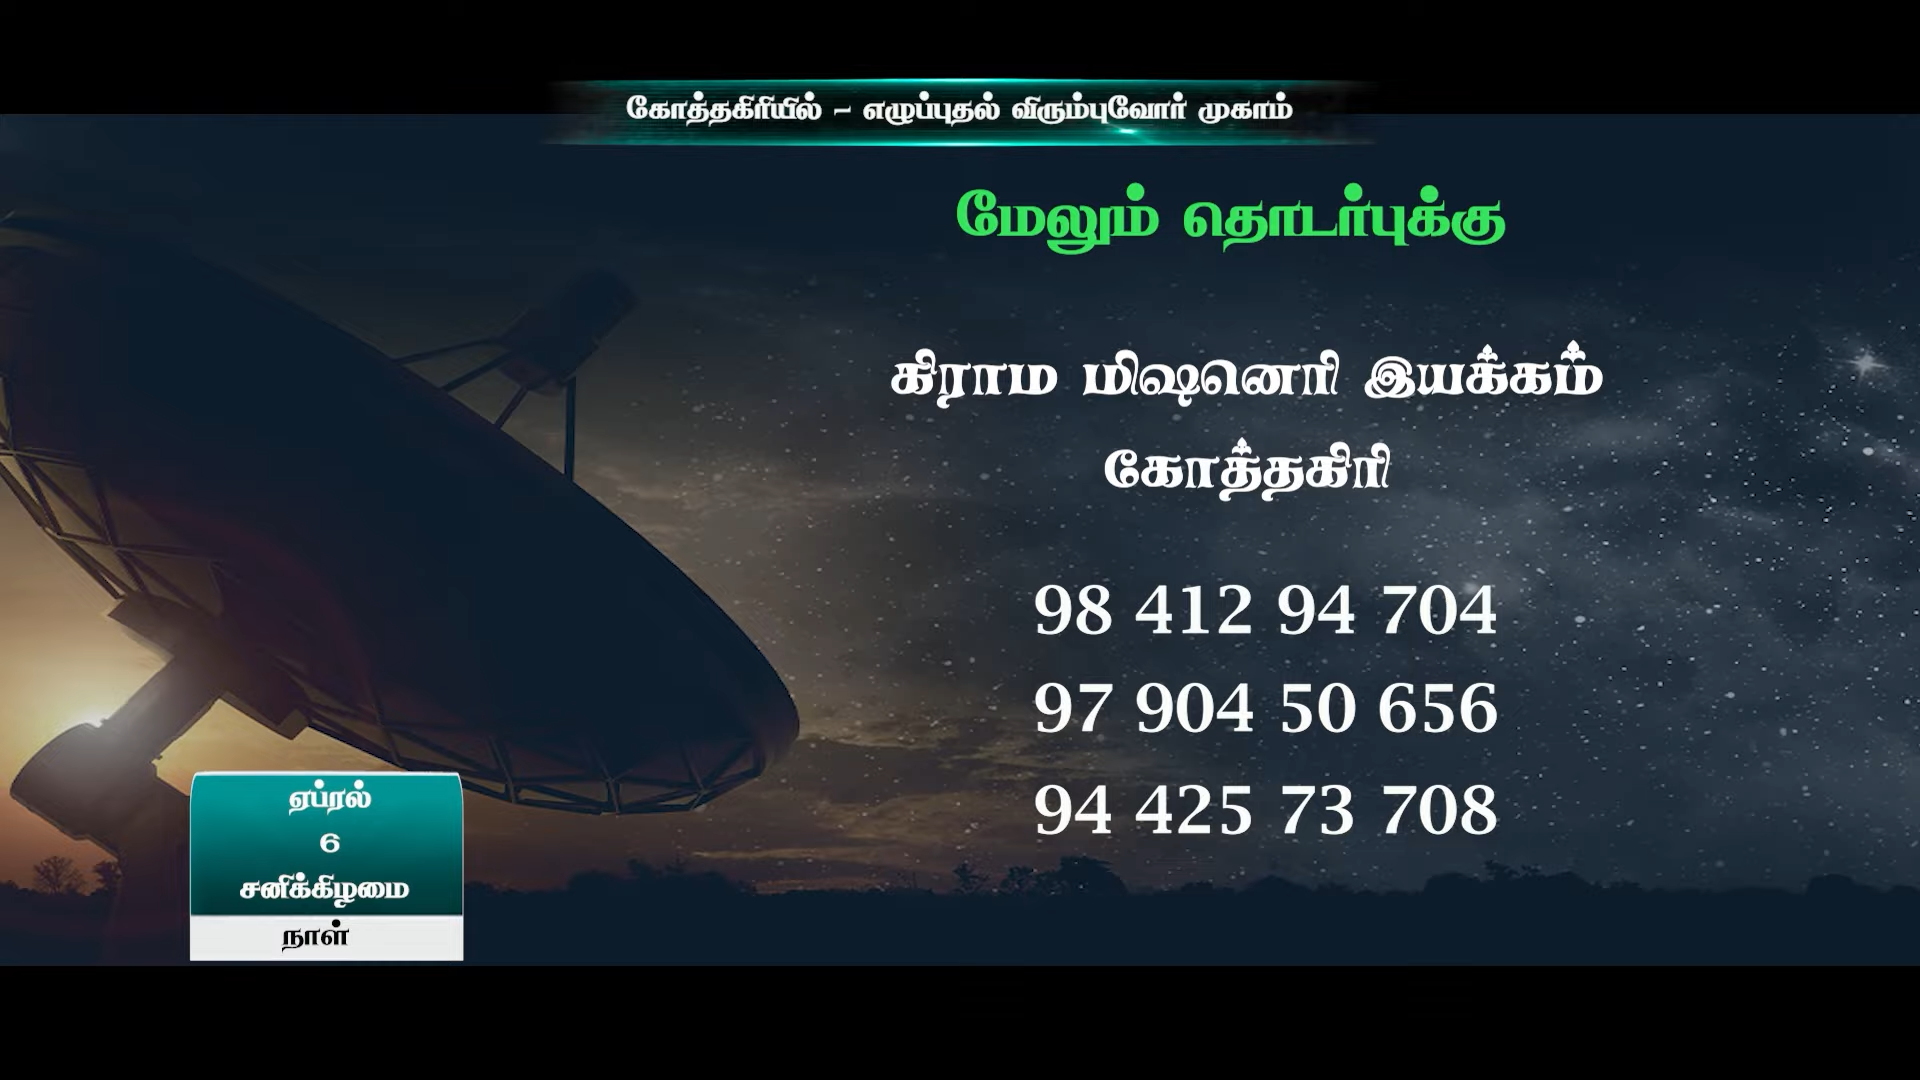 கோத்தகிரியில் - எழுப்புதல் விரும்புவோர் முகாம்
மேலும் தொடர்புக்கு
கிராம மிஷனெரி இயக்கம்
கோத்தகிரி
98 412 94 704
97 904 50 656
94 425 73 708
ஏப்ரல்
6
சனிக்கிழமை
நாள்